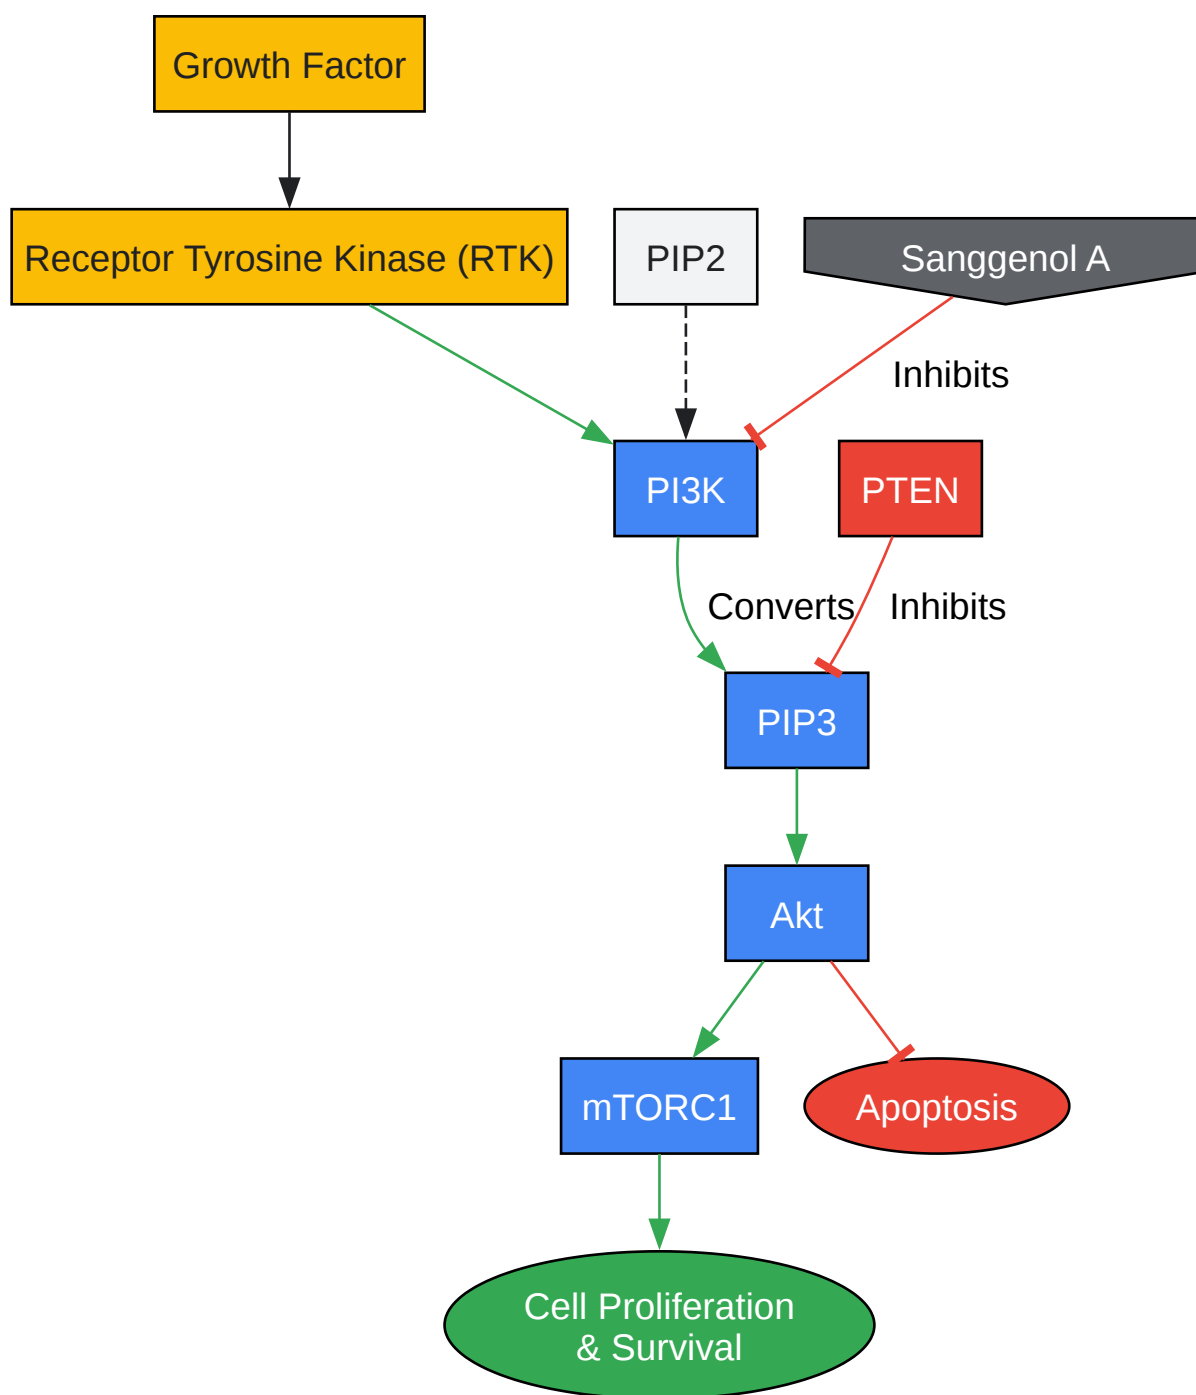 Growth Factor
Receptor Tyrosine Kinase (RTK)
PIP2
Sanggenol A
Inhibits
PI3K
PTEN
Converts
Inhibits
PIP3
Akt
mTORC1
Apoptosis
Cell Proliferation
& Survival